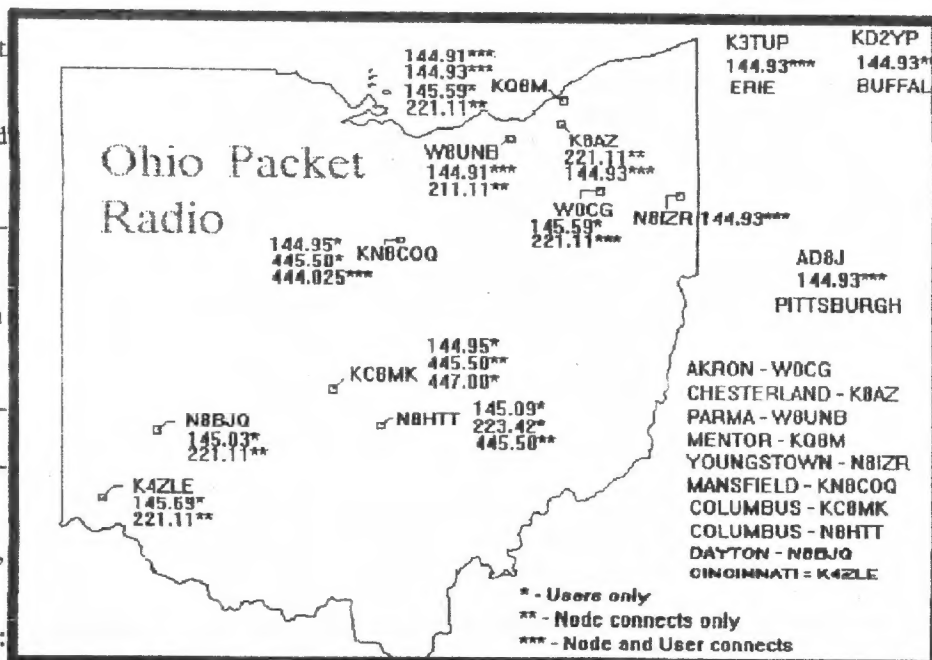 144.91***
144.93***
145.59*
221.11**
KQ8M
K3TUP
144.93***
ERIE
KD2YP
144.93**
BUFFAL
Ohio Packet
Radio
W8UNB
144.91***
211.11**
K8AZ
221.11**
144.93***
W0CG
145.59*
221.11***
N8IZR 144.93***
144.95*
445.50*
444.025***
KN8COQ
AD8J
144.93***
PITTSBURGH
144.95*
445.50**
447.00*
KC8MK
N8HTT
145.09*
223.42*
445.50**
N8BJQ
145.03*
221.11**
K4ZLE
145.69*
221.11**
AKRON - W0CG
CHESTERLAND - K8AZ
PARMA - W8UNB
MENTOR - KQ8M
YOUNGSTOWN - N8IZR
MANSFIELD - KN8COQ
COLUMBUS - KC8MK
COLUMBUS - N8HTT
DAYTON - N8BJQ
CINCINNATI = K4ZLE
* - Users only
** - Node connects only
*** - Node and User connects